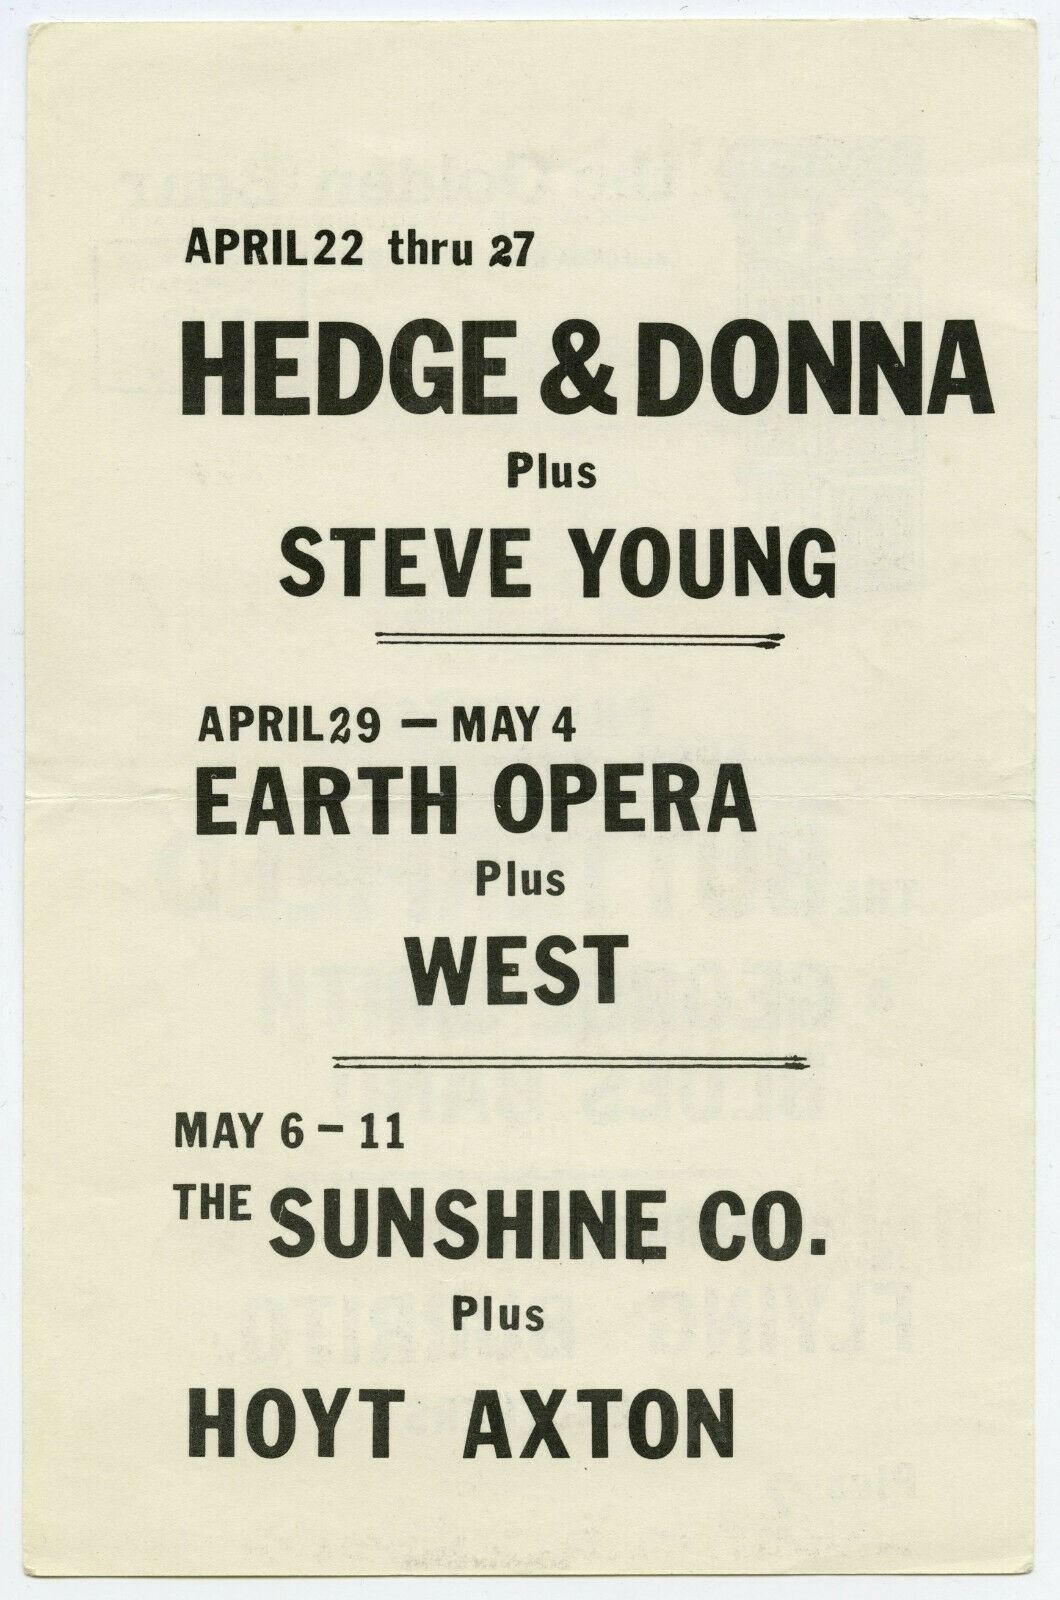 APRIL 22 thru 27
HEDGE & DONNA
Plus
STEVE YOUNG
APRIL 29 — MAY 4
EARTH OPERA
Plus
WEST
MAY 6 – 11
THE SUNSHINE CO.
Plus
HOYT AXTON